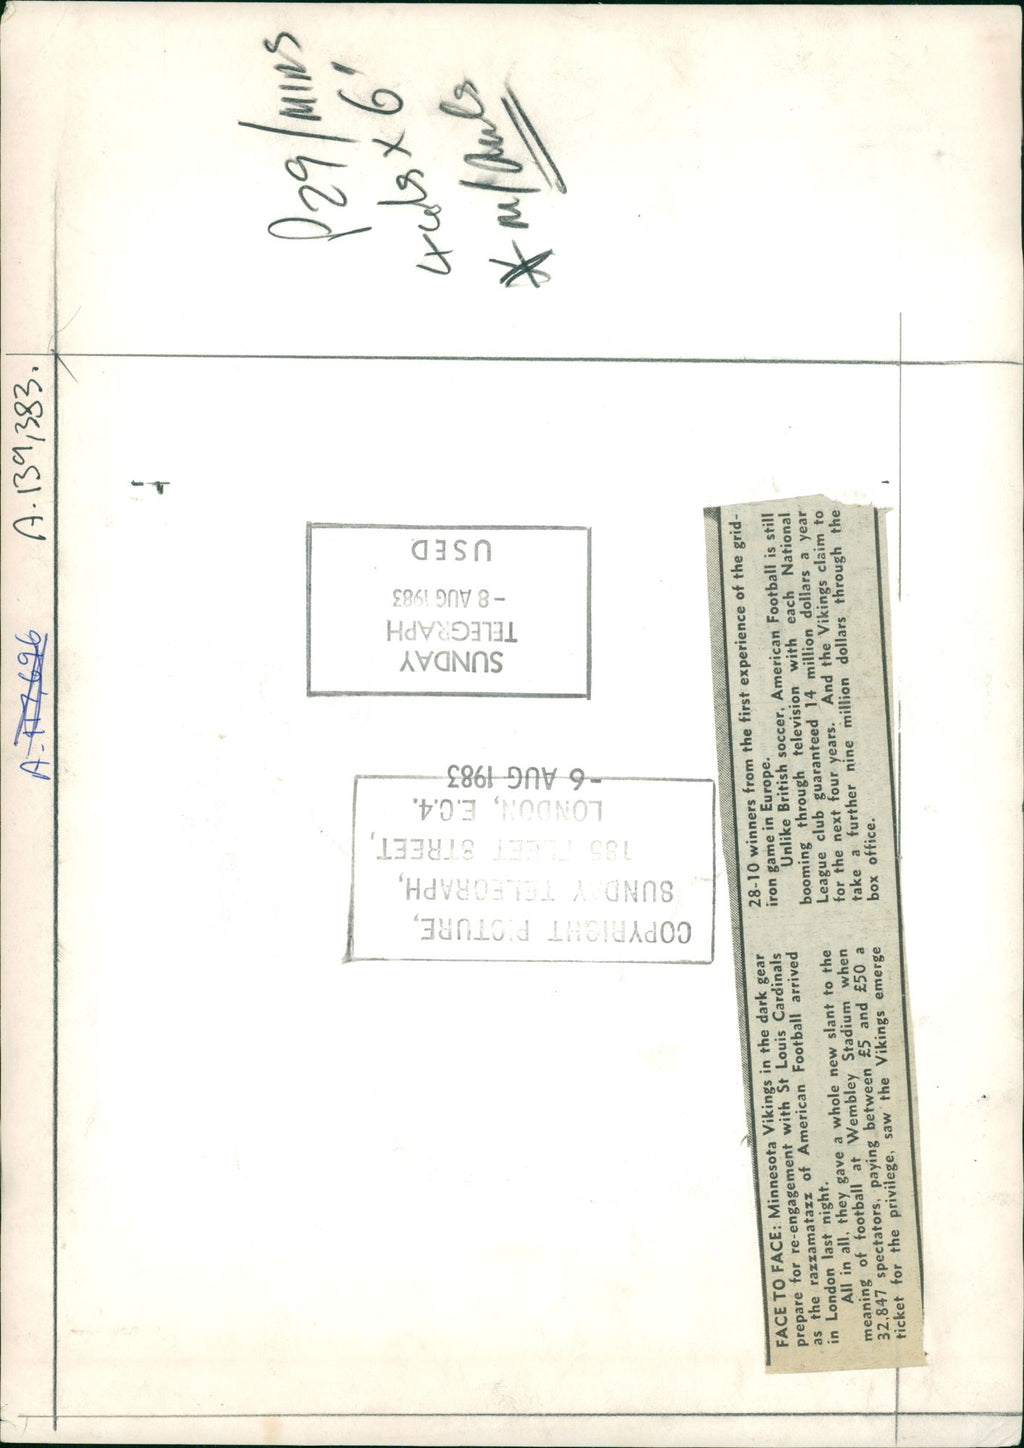 P29/MINS
4cols x 6"
A.139,383.
USED
-8 AUG 1983
SUNDAY
TELEGRAPH
COPYRIGHT PICTURE,
SUNDAY TELEGRAPH,
185 FLEET STREET,
LONDON, E.C.4.
-6 AUG 1983
FACE TO FACE: Minnesota Vikings in the dark gear
prepare for re-engagement with St Louis Cardinals
as the razzamatazz of American Football arrived
in London last night.
All in all, they gave a whole new slant to the
meaning of football at Wembley Stadium when
32,847 spectators, paying between £5 and £50 a
ticket for the privilege, saw the Vikings emerge
28-10 winners from the first experience of the grid-
iron game in Europe.
Unlike British soccer, American Football is still
booming through television with each National
League club guaranteed 14 million dollars a year
for the next four years. And the Vikings claim to
take a further nine million dollars through the
box office.